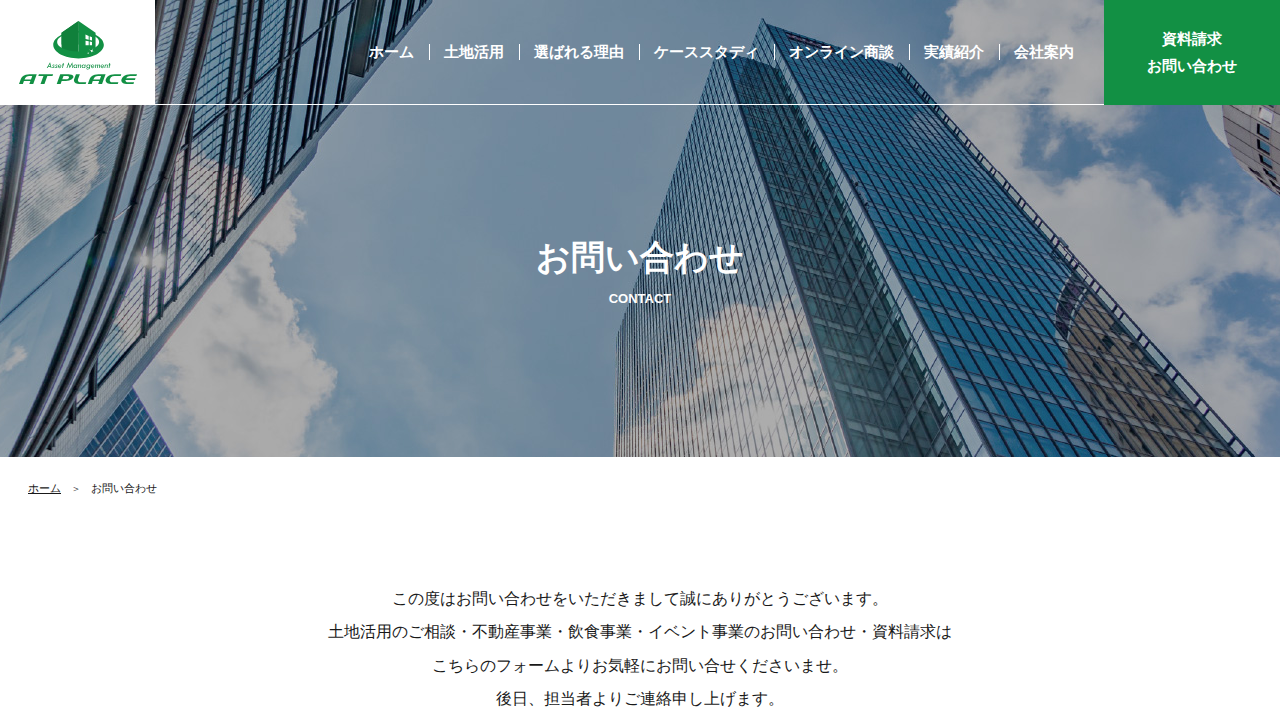 Asset Management
AT PLACE
ホーム
土地活用
選ばれる理由
ケーススタディ
オンライン商談
実績紹介
会社案内
資料請求
お問い合わせ
お問い合わせ
CONTACT
ホーム > お問い合わせ
この度はお問い合わせをいただきまして誠にありがとうございます。
土地活用のご相談・不動産事業・飲食事業・イベント事業のお問い合わせ・資料請求は
こちらのフォームよりお気軽にお問い合せくださいませ。
後日、担当者よりご連絡申し上げます。